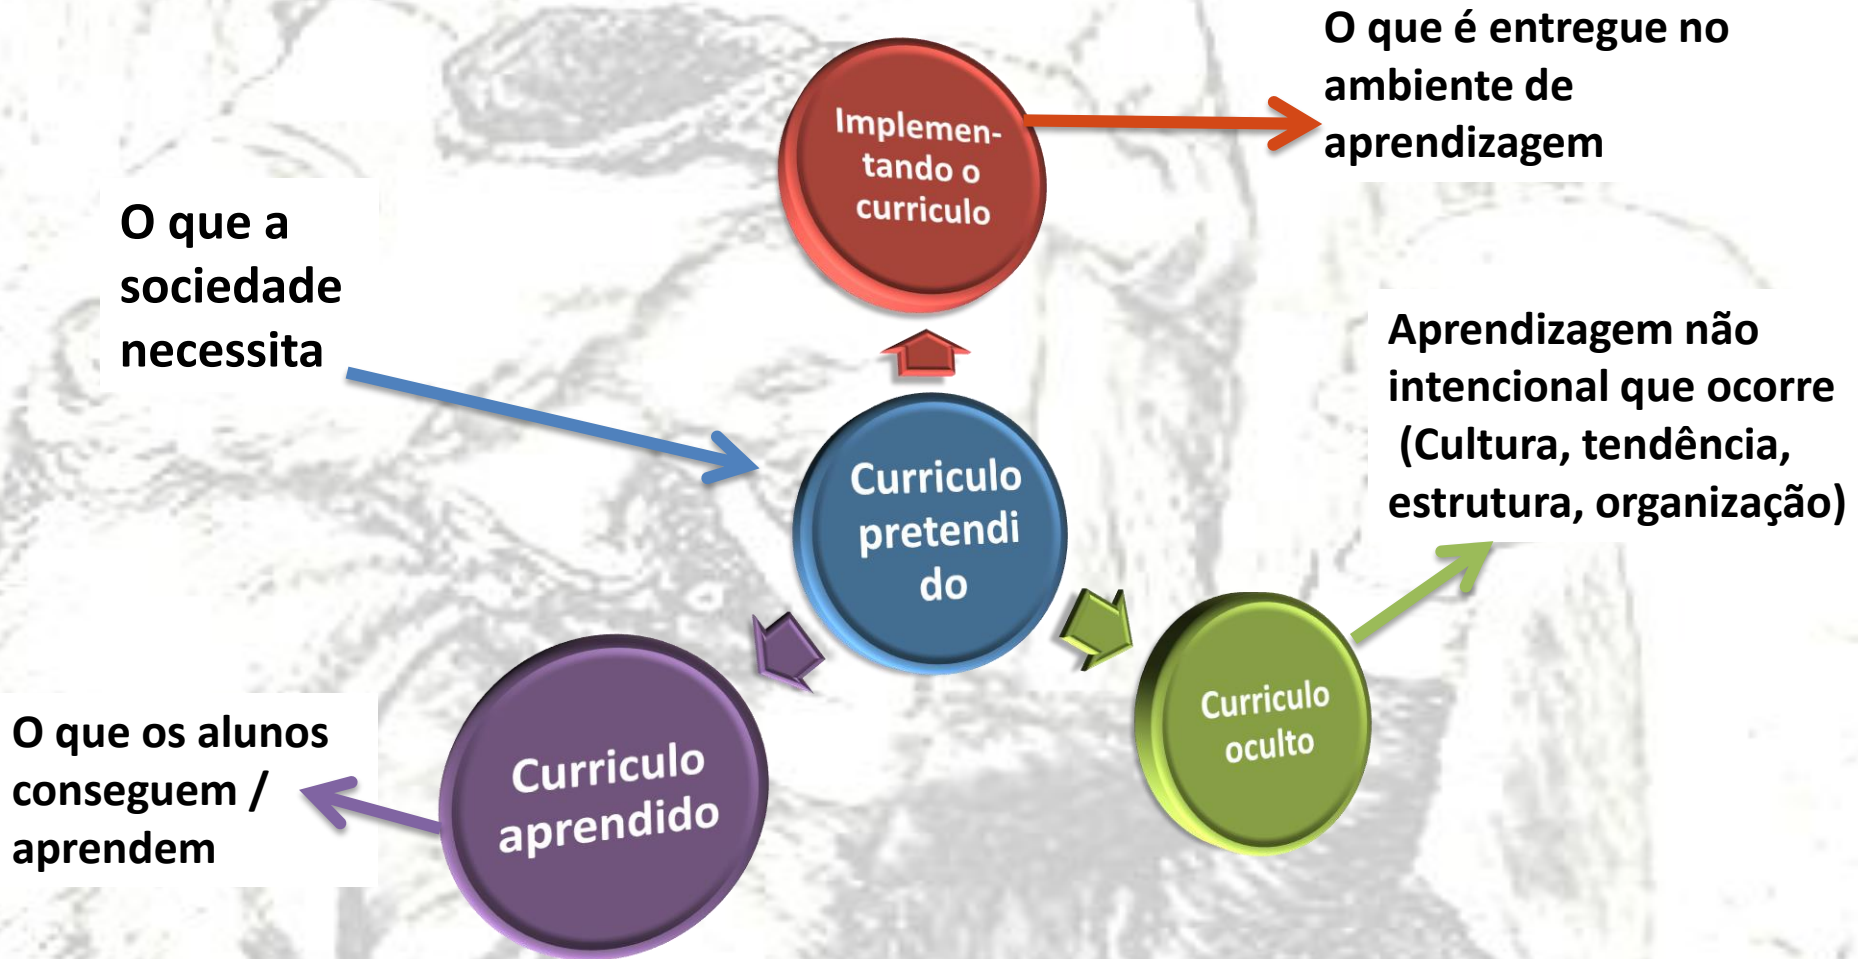 O que é entregue no
ambiente de
aprendizagem
Implemen-
tando o
curriculo
O que a
sociedade
necessita
Aprendizagem não
intencional que ocorre
(Cultura, tendência,
estrutura, organização)
Curriculo
pretendi
do
Curriculo
oculto
O que os alunos
conseguem /
aprendem
Curriculo
aprendido